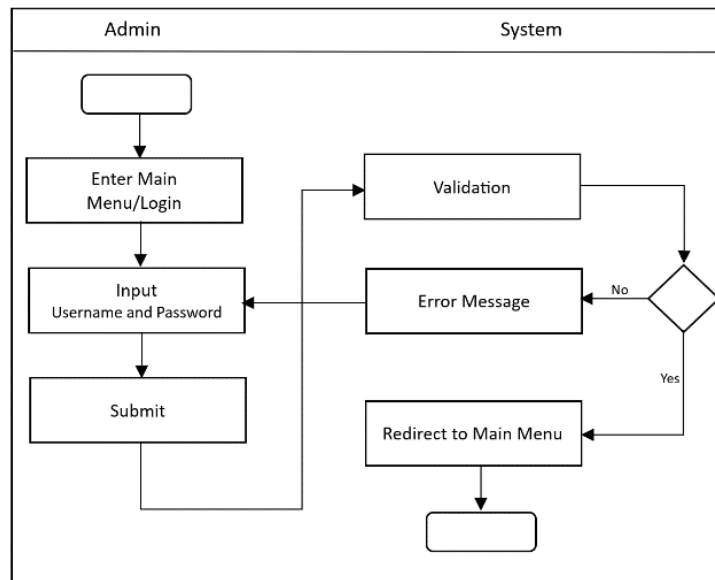 Admin
System
Enter Main
Menu/Login
Validation
Input
Username and Password
Error Message
No
Yes
Submit
Redirect to Main Menu